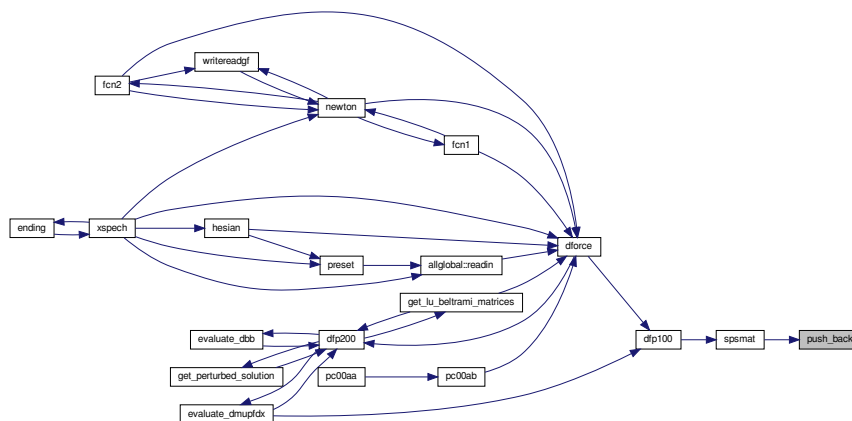 writereadgf
fcn2
newton
fcn1
ending
xspech
hesian
dforce
preset
allglobal::readin
get_lu_beltrami_matrices
evaluate_dbb
dfp200
dfp100
spsmat
push_back
get_perturbed_solution
pc00aa
pc00ab
evaluate_dmupfdx